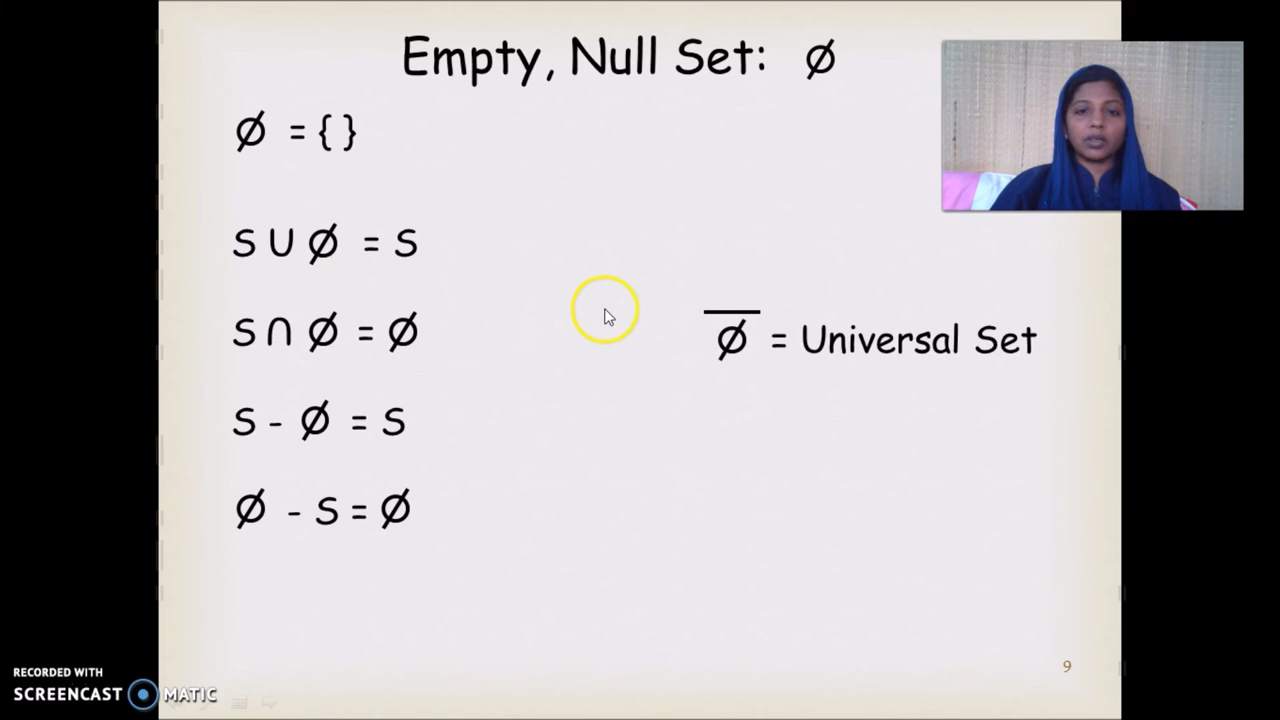 Empty, Null Set: ∅
∅ = { }
S ∪ ∅ = S
S ∩ ∅ = ∅
S - ∅ = S
∅ - S = ∅
∅̅ = Universal Set
9
RECORDED WITH
SCREENCAST MATIC